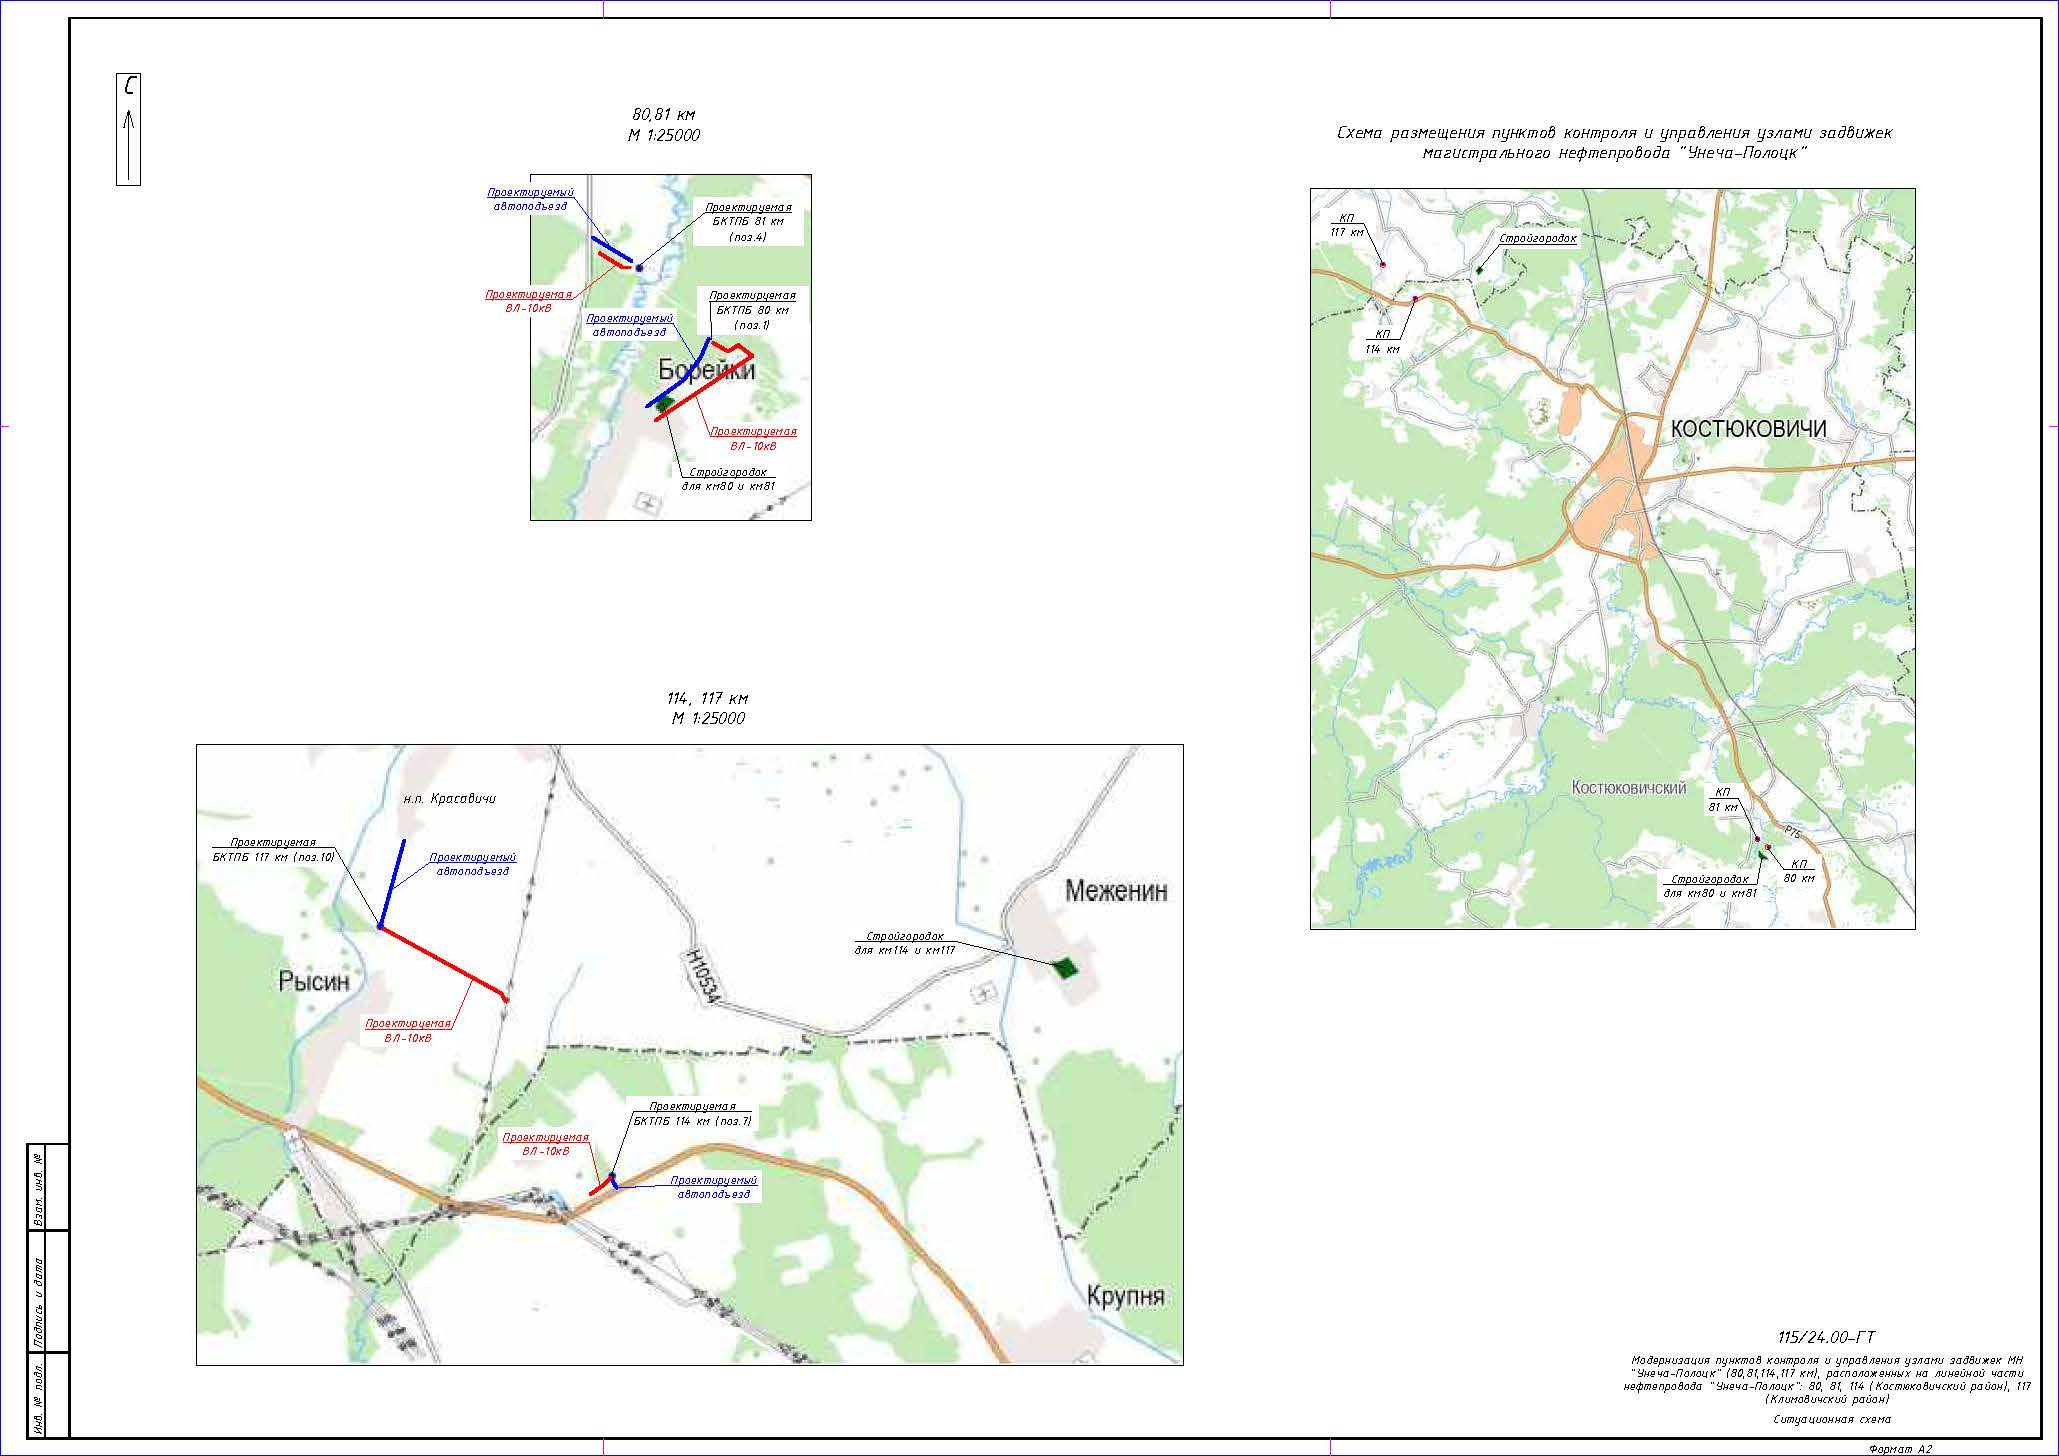 С
80,81 км
М 1:25000
Проектируемый
автоподъезд
Проектируемая
БКТПБ 81 км
(поз.4)
Проектируемая
ВЛ-10кВ
Проектируемая
БКТПБ 80 км
(поз.1)
Проектируемый
автоподъезд
Борейки
Проектируемая
ВЛ-10кВ
Стройгородок
для км80 и км81
Схема размещения пунктов контроля и управления узлами задвижек
магистрального нефтепровода "Унеча-Полоцк"
КП
117 км
Стройгородок
КП
114 км
КОСТЮКОВИЧИ
Костюковичский
КП
81 км
Р75
КП
80 км
Стройгородок
для км80 и км81
114, 117 км
М 1:25000
н.п. Красавичи
Проектируемая
БКТПБ 117 км (поз.10)
Проектируемый
автоподъезд
Меженин
Стройгородок
для км114 и км117
Н10534
Рысин
Проектируемая
ВЛ-10кВ
Проектируемая
БКТПБ 114 км (поз.7)
Проектируемая
ВЛ-10кВ
Проектируемый
автоподъезд
Крупня
Взам. инв. №
Подпись и дата
Инв. № подл.
115/24.00-ГТ
Модернизация пунктов контроля и управления узлами задвижек МН
"Унеча-Полоцк" (80,81,114,117 км), расположенных на линейной части
нефтепровода "Унеча-Полоцк": 80, 81, 114 (Костюковичский район), 117
(Климовичский район)
Ситуационная схема
Формат А2